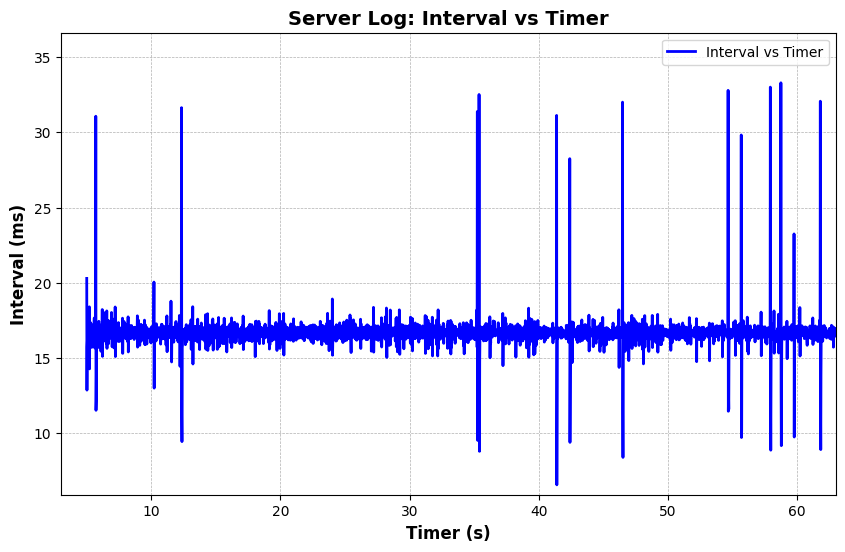 Server Log: Interval vs Timer
Interval vs Timer
35
30
25
20
15
10
Interval (ms)
10 20 30 40 50 60
Timer (s)